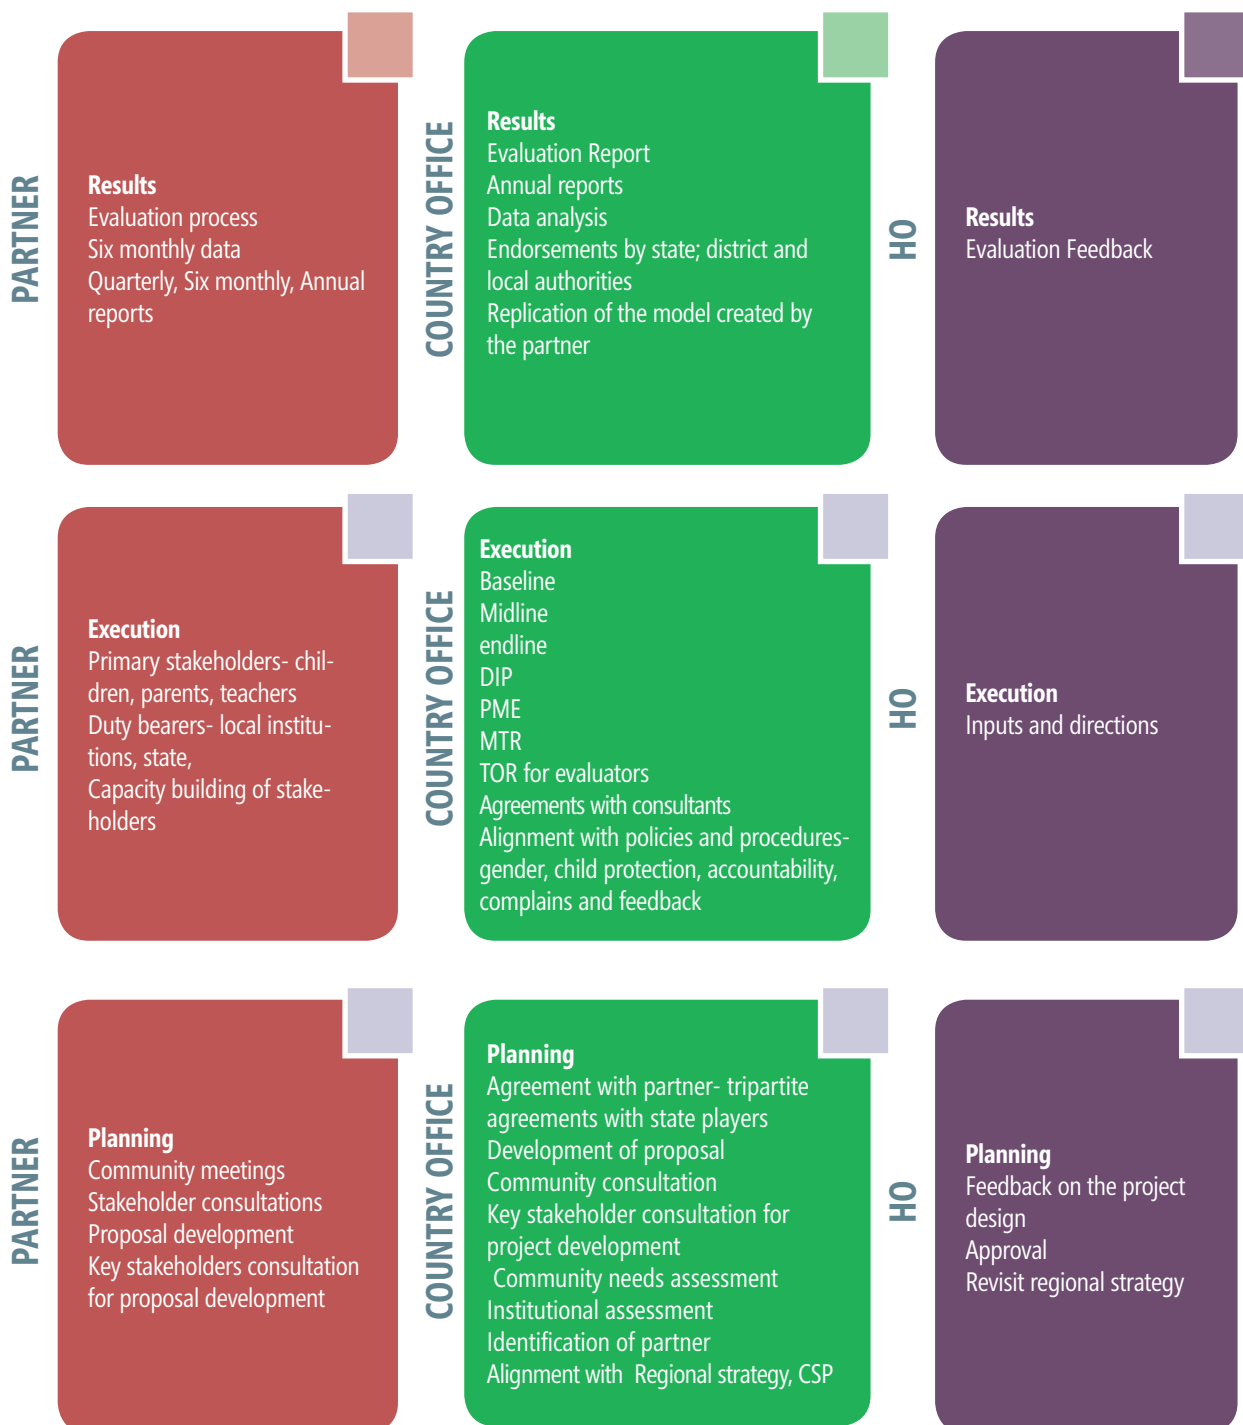 PARTNER
Results
Evaluation process
Six monthly data
Quarterly, Six monthly, Annual
reports
COUNTRY OFFICE
Results
Evaluation Report
Annual reports
Data analysis
Endorsements by state; district and
local authorities
Replication of the model created by
the partner
HO
Results
Evaluation Feedback
PARTNER
Execution
Primary stakeholders- chil-
dren, parents, teachers
Duty bearers- local institu-
tions, state,
Capacity building of stake-
holders
COUNTRY OFFICE
Execution
Baseline
Midline
endline
DIP
PME
MTR
TOR for evaluators
Agreements with consultants
Alignment with policies and procedures-
gender, child protection, accountability,
complains and feedback
HO
Execution
Inputs and directions
PARTNER
Planning
Community meetings
Stakeholder consultations
Proposal development
Key stakeholders consultation
for proposal development
COUNTRY OFFICE
Planning
Agreement with partner- tripartite
agreements with state players
Development of proposal
Community consultation
Key stakeholder consultation for
project development
Community needs assessment
Institutional assessment
Identification of partner
Alignment with Regional strategy, CSP
HO
Planning
Feedback on the project
design
Approval
Revisit regional strategy